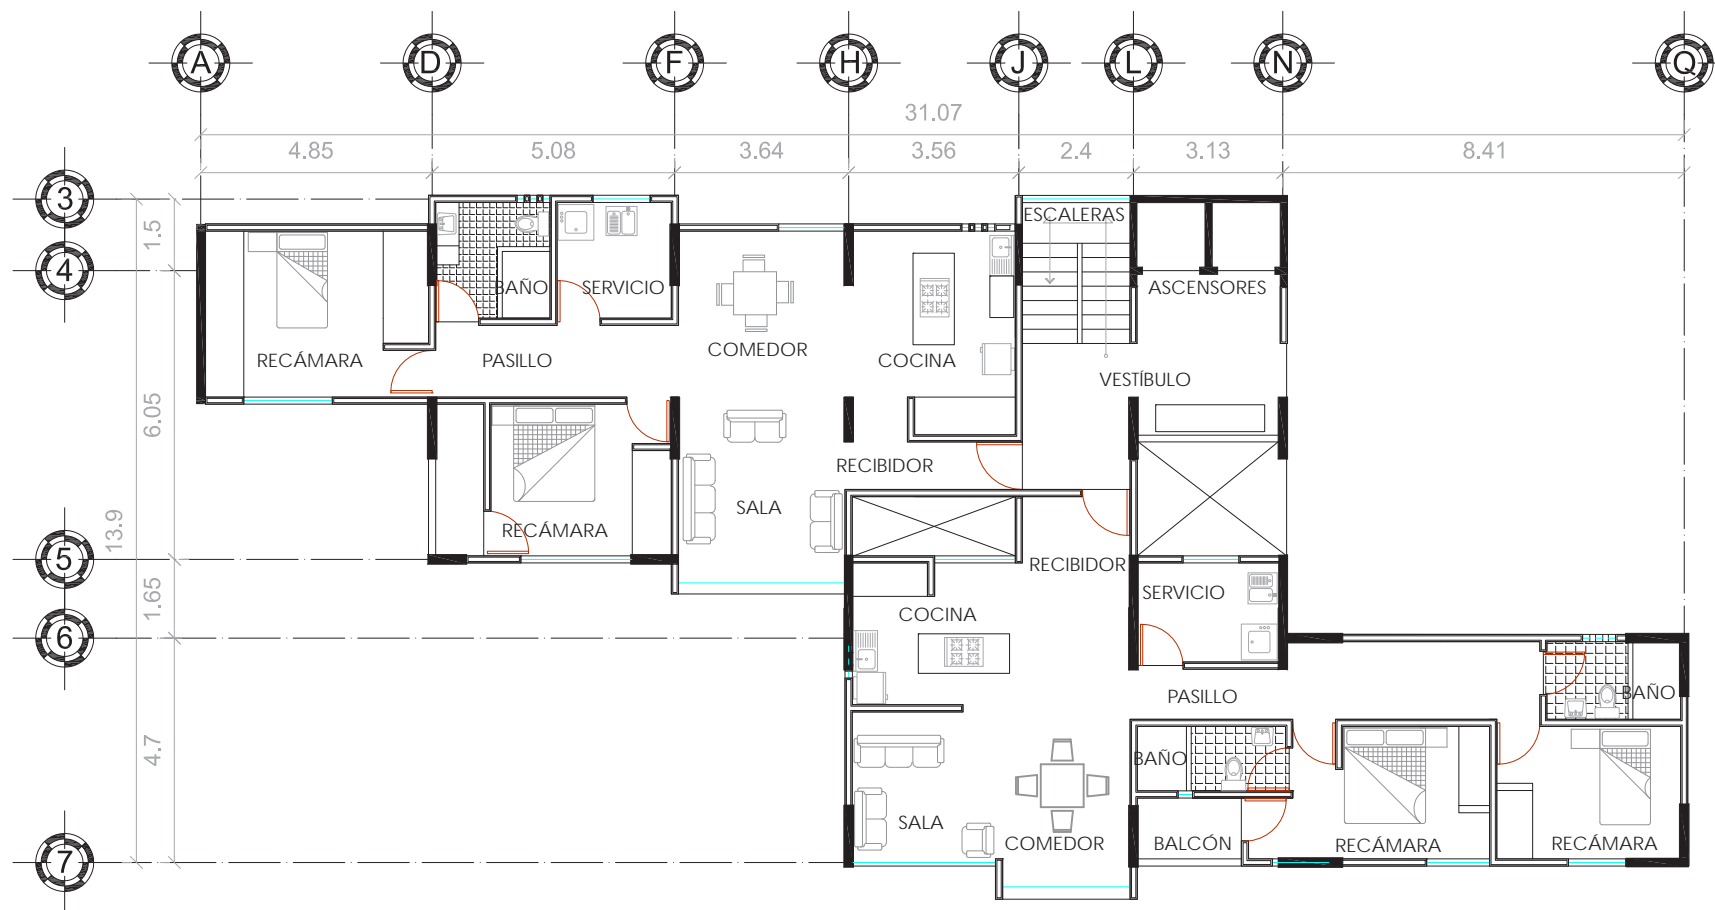 A D F H J L N Q
31.07
4.85 5.08 3.64 3.56 2.4 3.13 8.41
3
1.5
ESCALERAS
4
BAÑO SERVICIO ASCENSORES
RECÁMARA PASILLO COMEDOR COCINA
VESTÍBULO
6.05
RECIBIDOR
SALA
RECÁMARA
13.9
5
RECIBIDOR
1.65
SERVICIO
COCINA
6
PASILLO BAÑO
4.7
BAÑO
SALA
COMEDOR BALCÓN RECÁMARA RECÁMARA
7